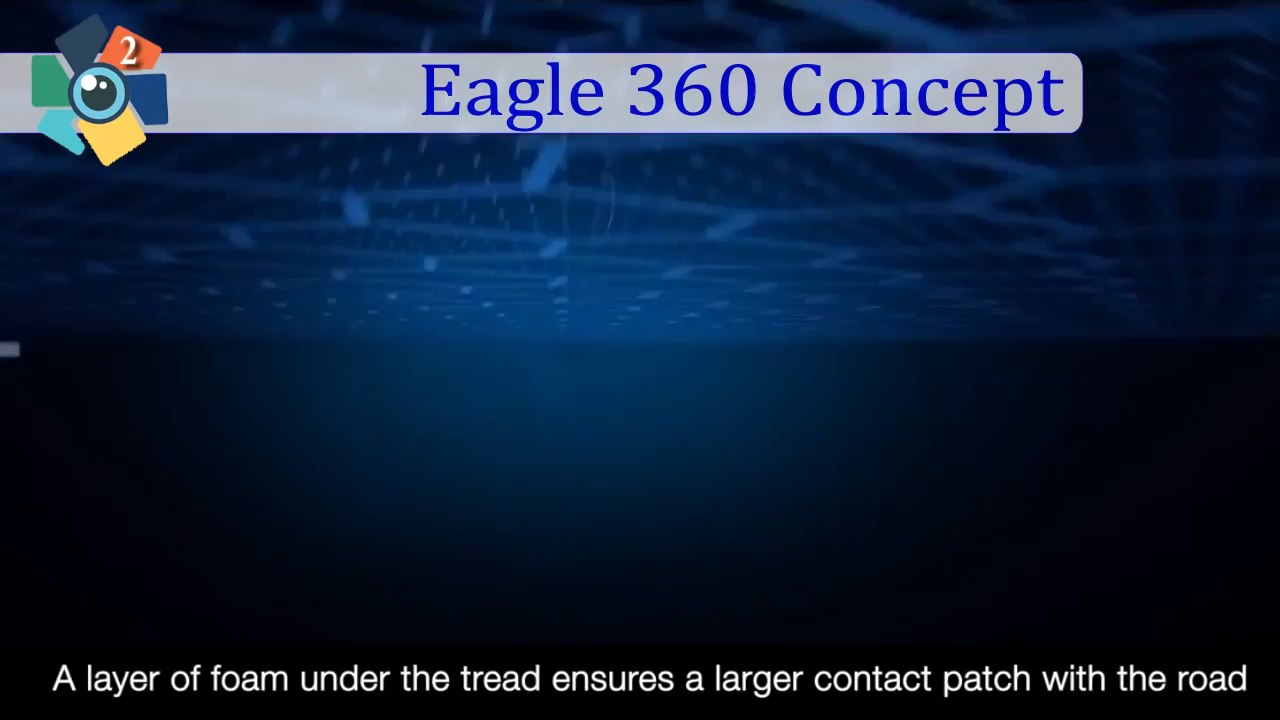 2
Eagle 360 Concept
A layer of foam under the tread ensures a larger contact patch with the road